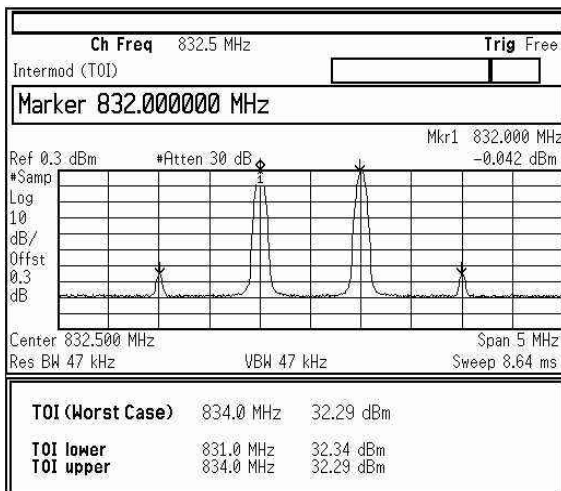 Ch Freq 832.5 MHz Trig Free
Intermod (TOI)
Marker 832.000000 MHz
Mkr1 832.000 MHz
Ref 0.3 dBm #Atten 30 dB -0.042 dBm
#Samp
Log
10
dB/
Offst
0.3
dB
1
Center 832.500 MHz Span 5 MHz
Res BW 47 kHz VBW 47 kHz Sweep 8.64 ms
TOI (Worst Case) 834.0 MHz 32.29 dBm
TOI lower 831.0 MHz 32.34 dBm
TOI upper 834.0 MHz 32.29 dBm